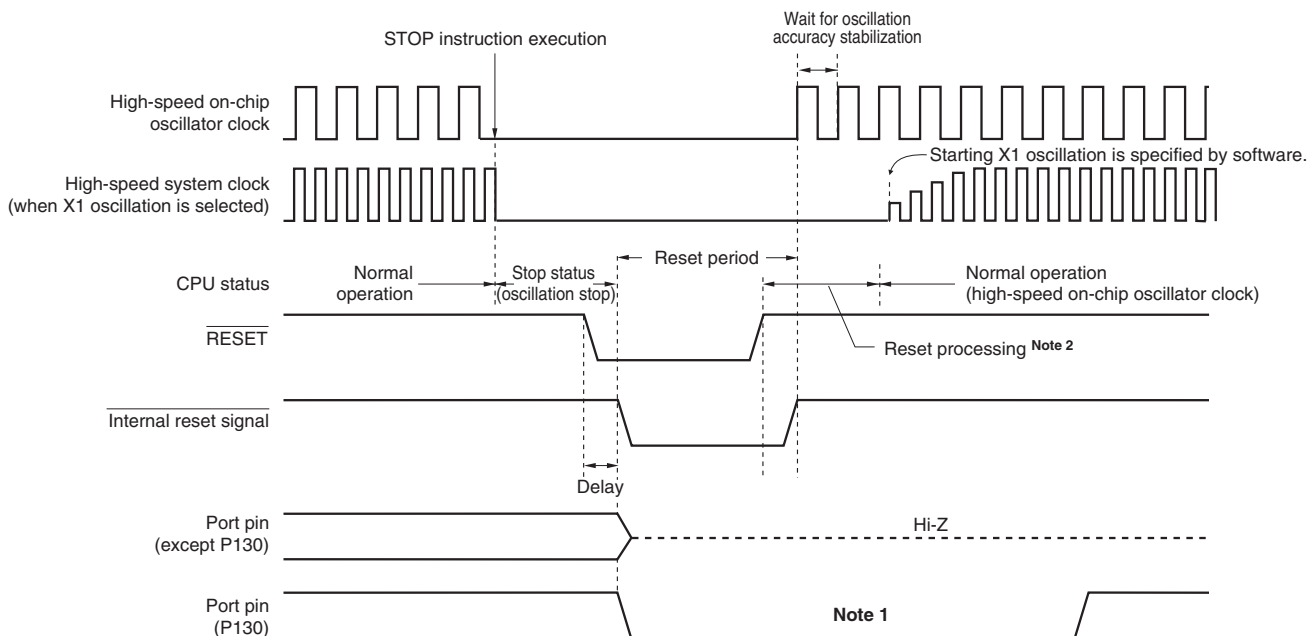 Wait for oscillation
accuracy stabilization
STOP instruction execution
High-speed on-chip
oscillator clock
Starting X1 oscillation is specified by software.
High-speed system clock
(when X1 oscillation is selected)
Reset period
CPU status
Normal
operation
Stop status
(oscillation stop)
Normal operation
(high-speed on-chip oscillator clock)
RESET
Reset processing Note 2
Internal reset signal
Delay
Port pin
(except P130)
Hi-Z
Port pin
(P130)
Note 1